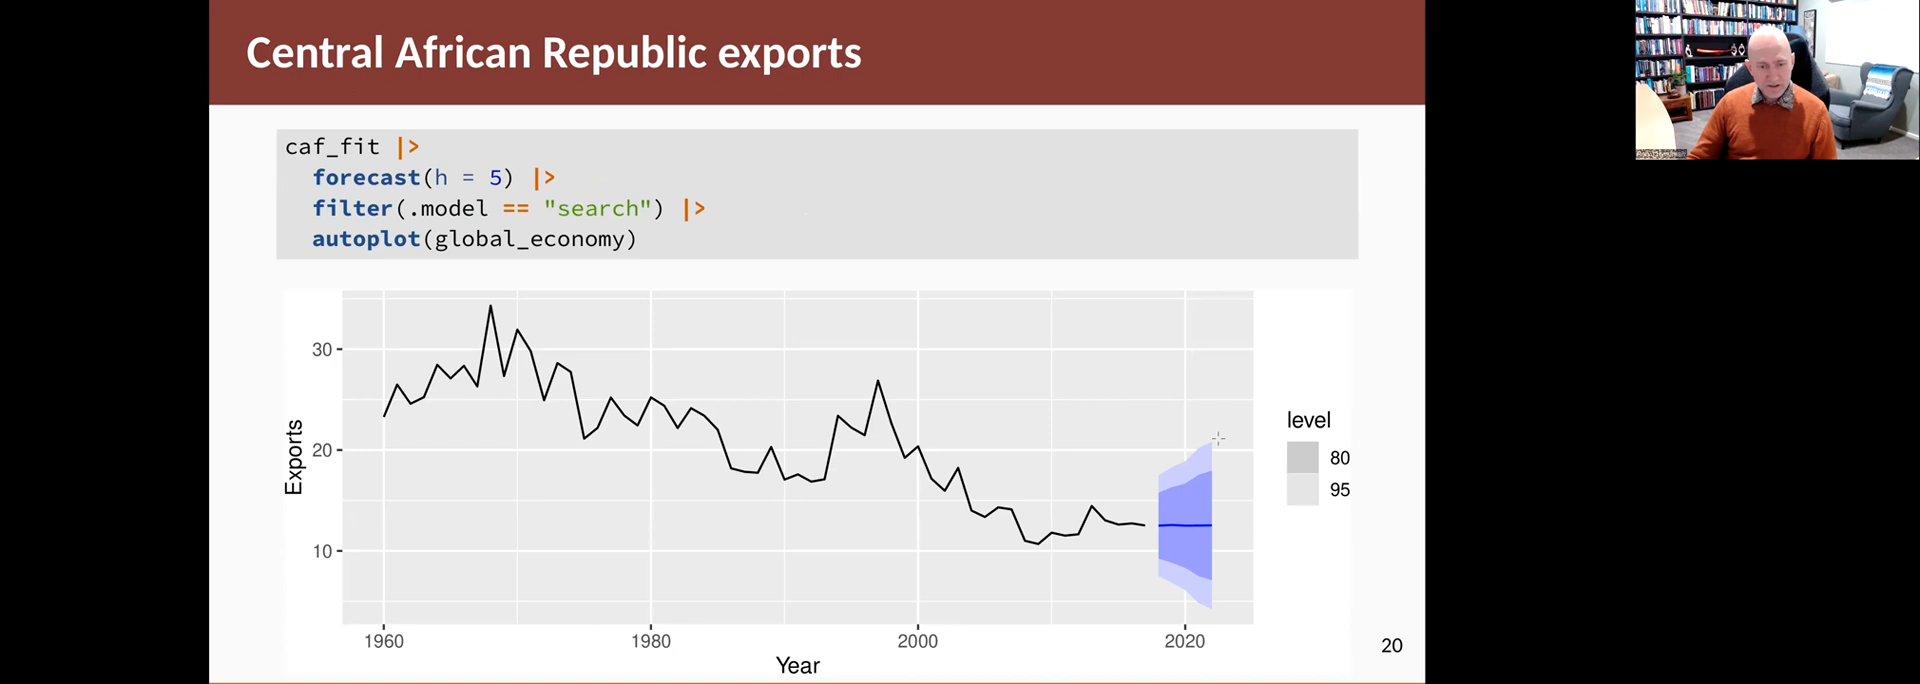 Central African Republic exports
caf_fit |>
  forecast(h = 5) |>
  filter(.model == "search") |>
  autoplot(global_economy)
30
20
10
Exports
1960
1980
2000
2020
Year
level
80
95
20